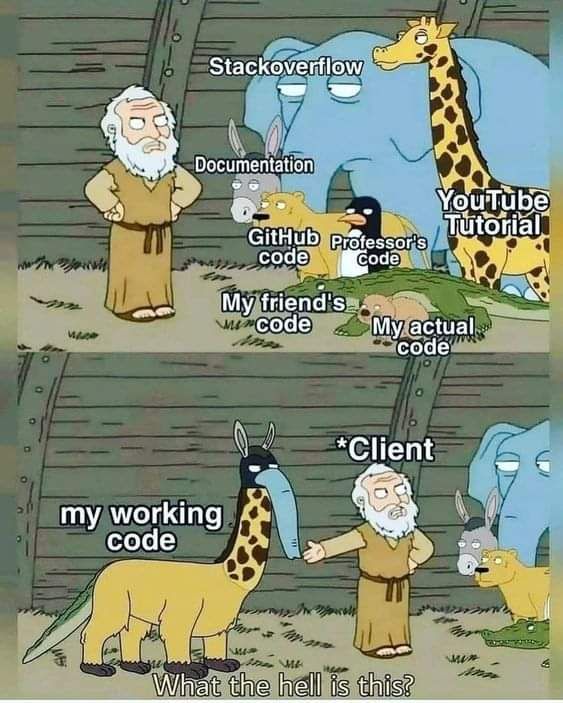 Stackoverflow
Documentation
YouTube
Tutorial
GitHub
code
Professor's
code
My friend's
code
My actual
code
*Client
my working
code
What the hell is this?